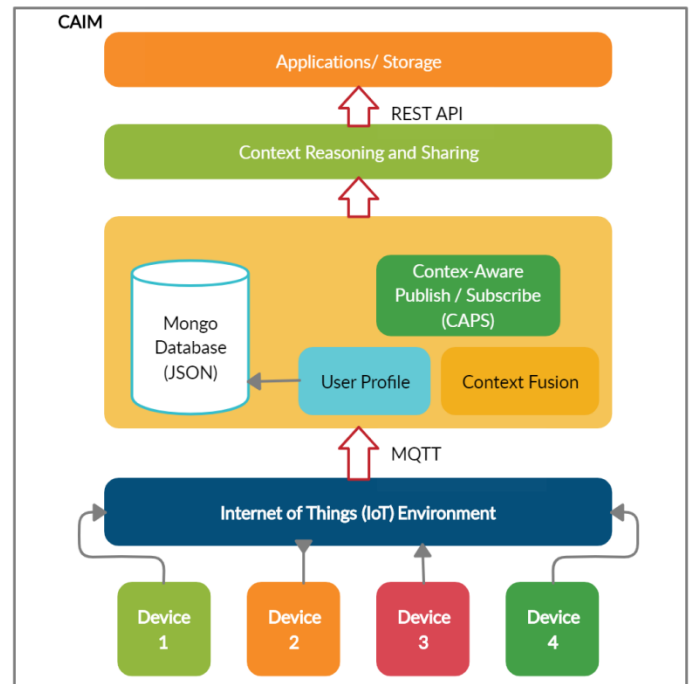 CAIM
Applications/ Storage
REST API
Context Reasoning and Sharing
Contex-Aware
Publish / Subscribe
(CAPS)
Mongo
Database
(JSON)
User Profile
Context Fusion
MQTT
Internet of Things (IoT) Environment
Device
1
Device
2
Device
3
Device
4